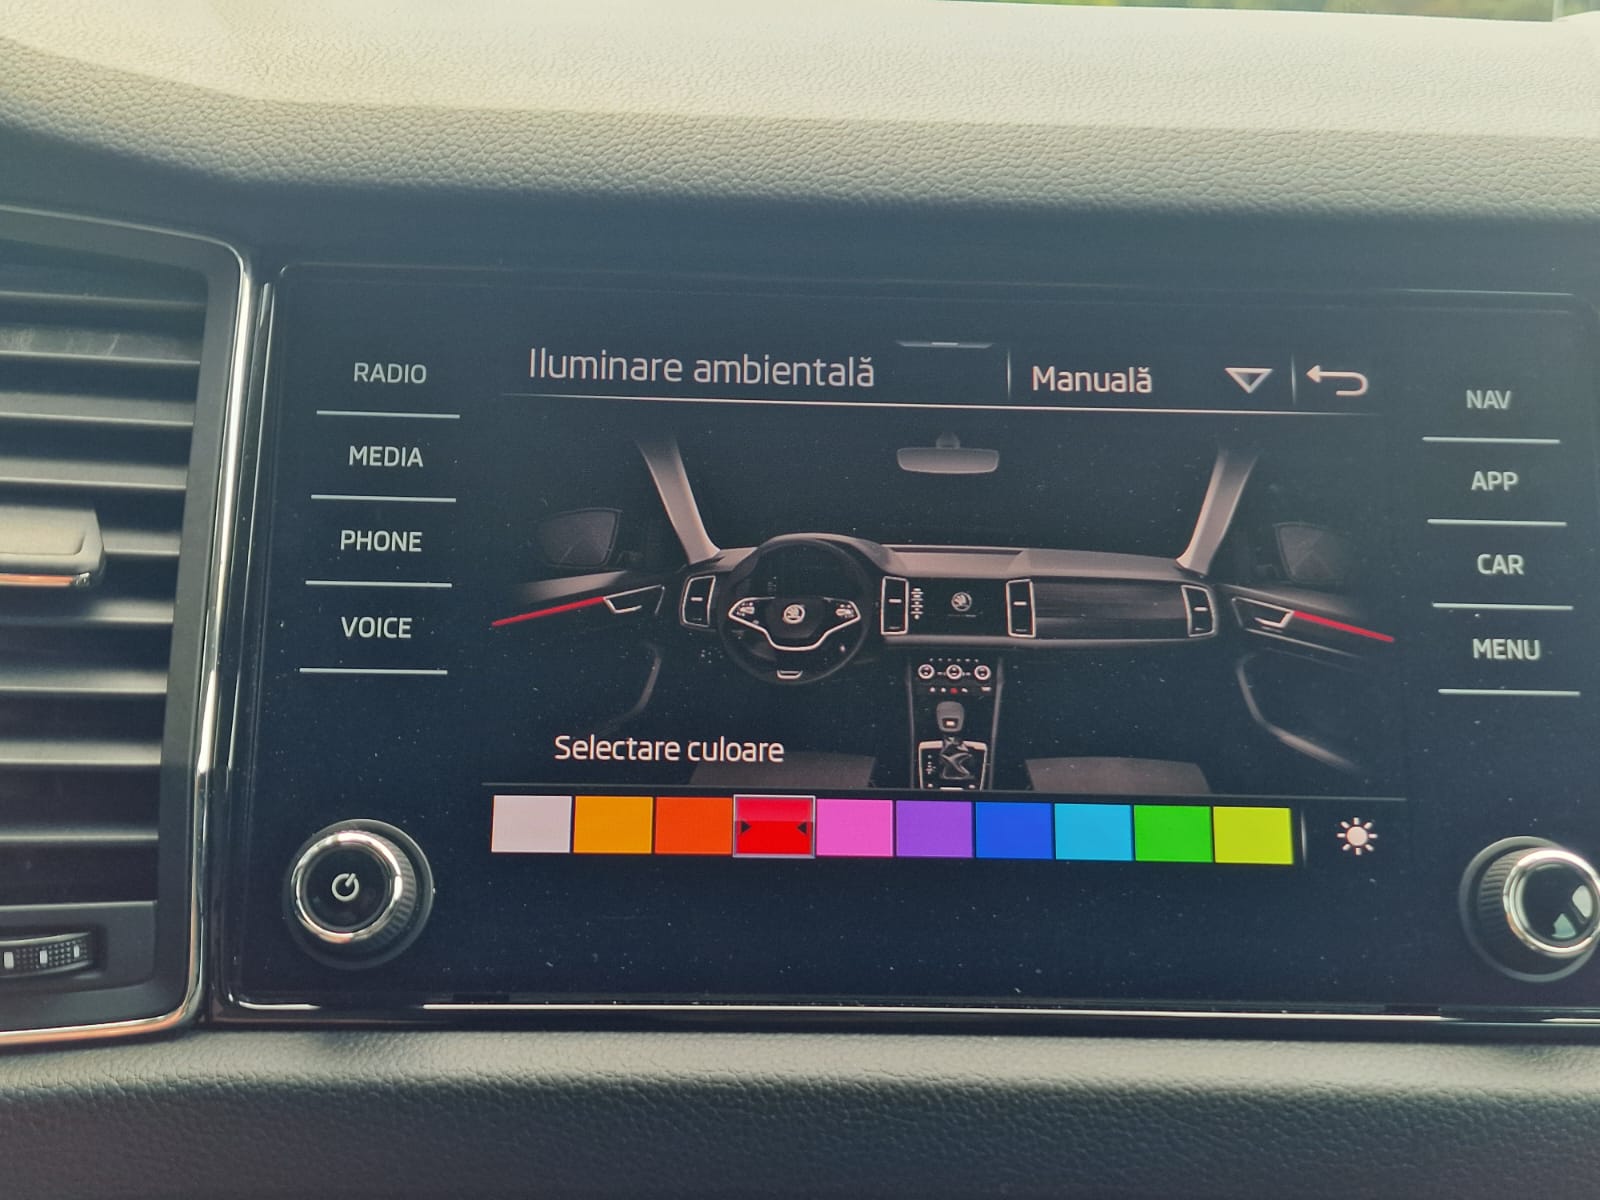 RADIO
MEDIA
PHONE
VOICE
Iluminare ambientală
Manuală
Selectare culoare
NAV
APP
CAR
MENU